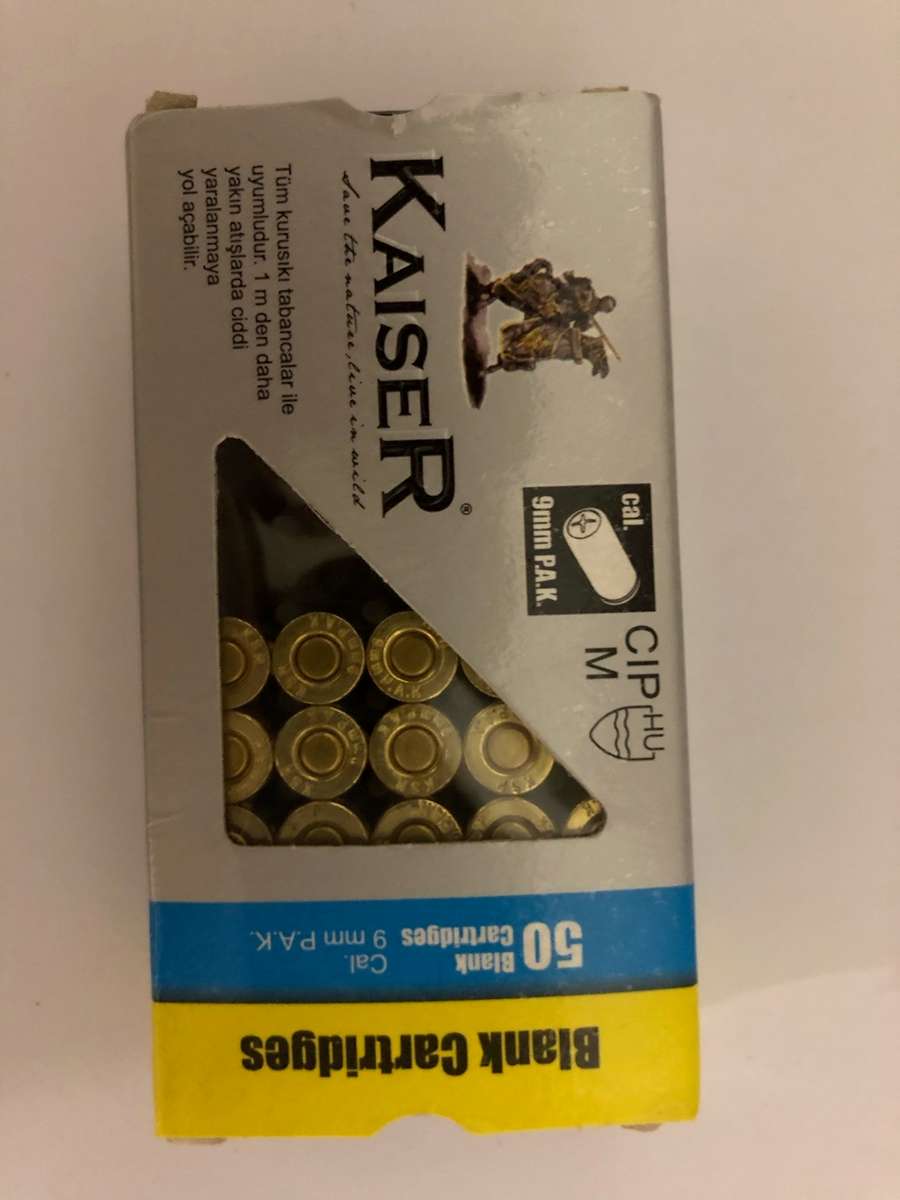 KAISER®
Save the nature, live in wild
Tüm kurusıkı tabancalar ile
uyumludur. 1 m den daha
yakın atışlarda ciddi
yaralanmaya
yol açabilir.
cal.
9mm P.A.K.
CIP HU
M
50 Blank
Cartridges
Cal.
9 mm P.A.K.
Blank Cartridges